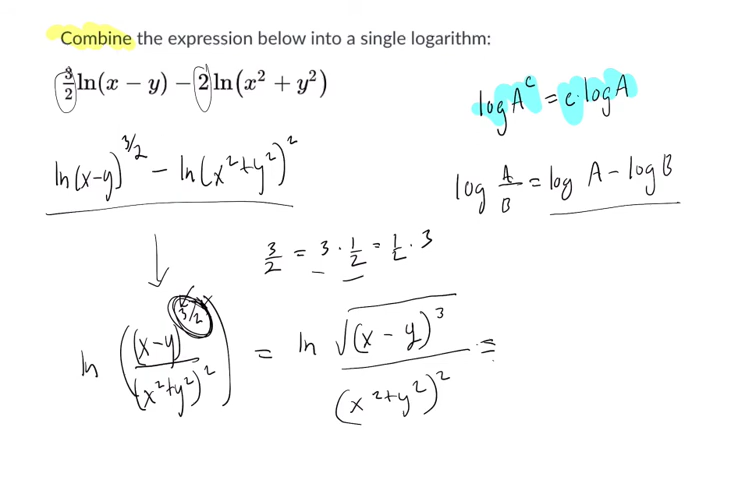 Combine the expression below into a single logarithm:
3/2 ln(x − y) − 2 ln(x² + y²)
log A^c = c · log A
ln(x-y)^3/2 − ln(x²+y²)²
log A/B = log A − log B
3/2 = 3 · 1/2 = 1/2 · 3
ln ((x-y)^3/2 / (x²+y²)²) = ln √(x − y)³ / (x²+y²)² =